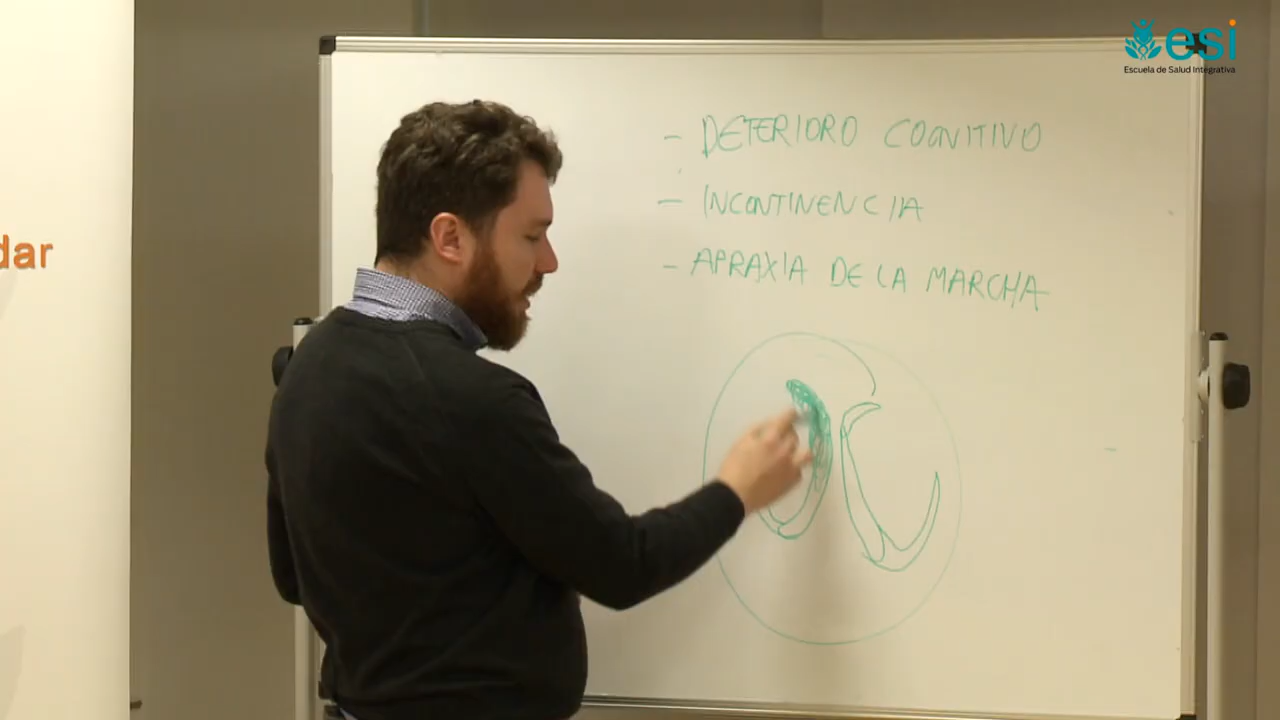 esi
Escuela de Salud Integrativa
- DETERIORO COGNITIVO
- INCONTINENCIA
- APRAXIA DE LA MARCHA
dar